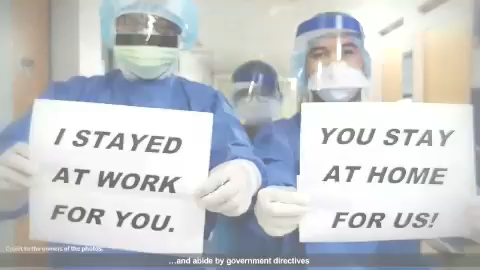 I STAYED
AT WORK
FOR YOU.
YOU STAY
AT HOME
FOR US!
Credit to the owners of the photos.
...and abide by government directives